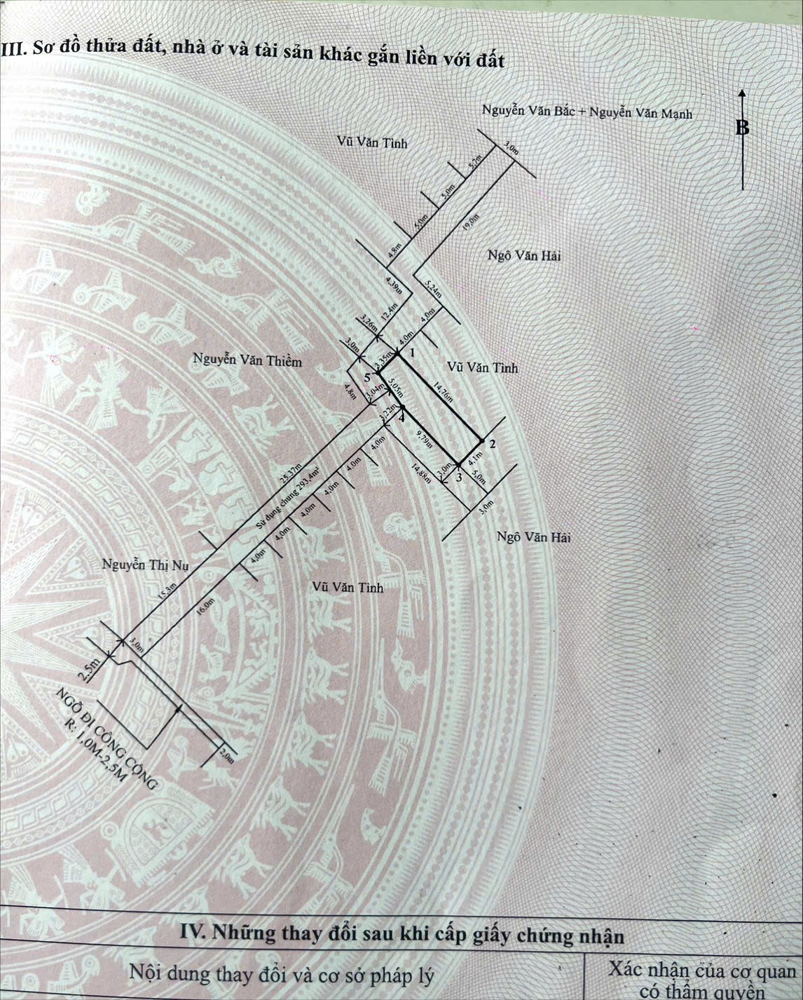 III. Sơ đồ thửa đất, nhà ở và tài sản khác gắn liền với đất
Nguyễn Văn Bắc + Nguyễn Văn Mạnh
B
Vũ Văn Tình
3,0m
5,7m
5,0m
5,0m
19,0m
4,8m
Ngô Văn Hải
4,39m
5,24m
12,4m
4,0m
3,26m
4,0m
3,0m
1
Nguyễn Văn Thiềm
2,35m
Vũ Văn Tình
5
4,8m
3,04m
5,05m
14,76m
3,22m
4
9,79m
2
4,0m
4,1m
3,0m
3
5,0m
14,88m
4,0m
25,37m
Sử dụng chung 293,4m²
4,0m
4,0m
3,0m
4,0m
4,0m
Ngô Văn Hải
Nguyễn Thị Nụ
Vũ Văn Tình
15,3m
16,0m
3,0m
2,5m
NGÕ ĐI CÔNG CỘNG
R: 1,0M-2,5M
2,0m
IV. Những thay đổi sau khi cấp giấy chứng nhận
Nội dung thay đổi và cơ sở pháp lý
Xác nhận của cơ quan
có thẩm quyền